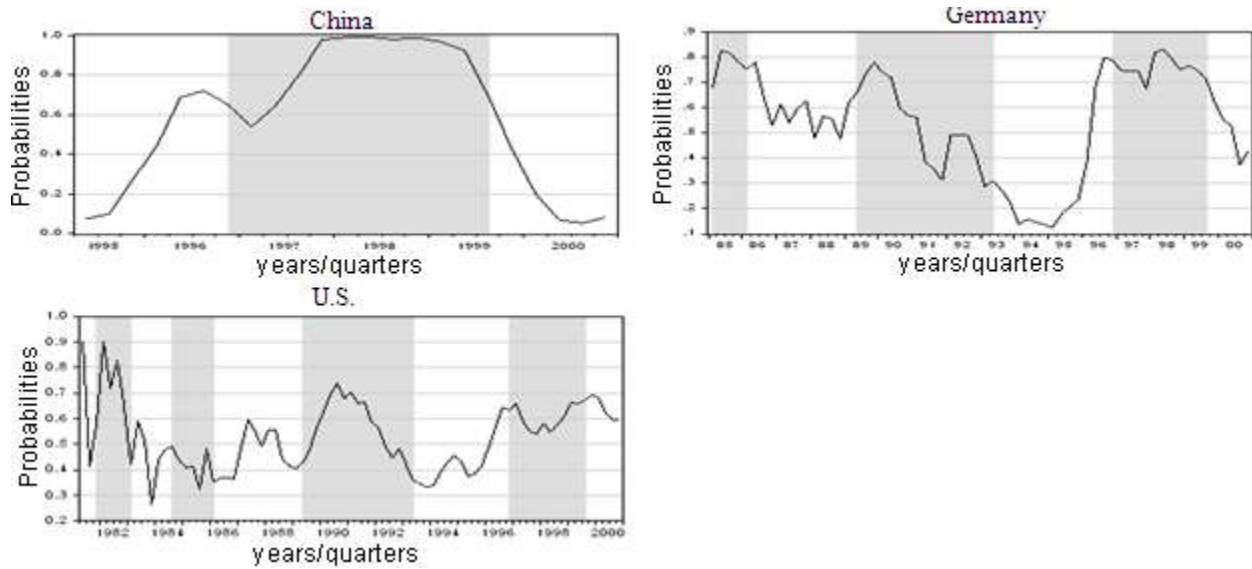 China
1.0
0.8
0.6
0.4
0.2
0.0
Probabilities
1995 1996 1997 1998 1999 2000
years/quarters
Germany
.9
.8
.7
.6
.5
.4
.3
.2
.1
Probabilities
85 86 87 88 89 90 91 92 93 94 95 96 97 98 99 00
years/quarters
U.S.
1.0
0.9
0.8
0.7
0.6
0.5
0.4
0.3
0.2
Probabilities
1982 1984 1986 1988 1990 1992 1994 1996 1998 2000
years/quarters